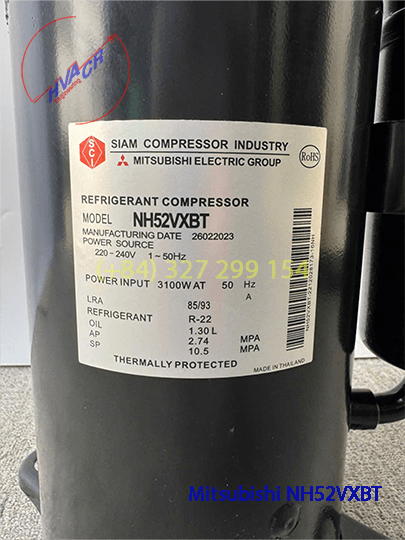 HVACR
Engineering
SCI
SIAM COMPRESSOR INDUSTRY
MITSUBISHI ELECTRIC GROUP
RoHS
REFRIGERANT COMPRESSOR
MODEL NH52VXBT
MANUFACTURING DATE 26022023
POWER SOURCE
220~240V 1~50Hz
(+84) 327 299 154
POWER INPUT 3100W AT 50 Hz
A
LRA 85/93
REFRIGERANT R-22
OIL 1.30 L
AP 2.74 MPA
SP 10.5 MPA
THERMALLY PROTECTED
MADE IN THAILAND
Mitsubishi NH52VXBT